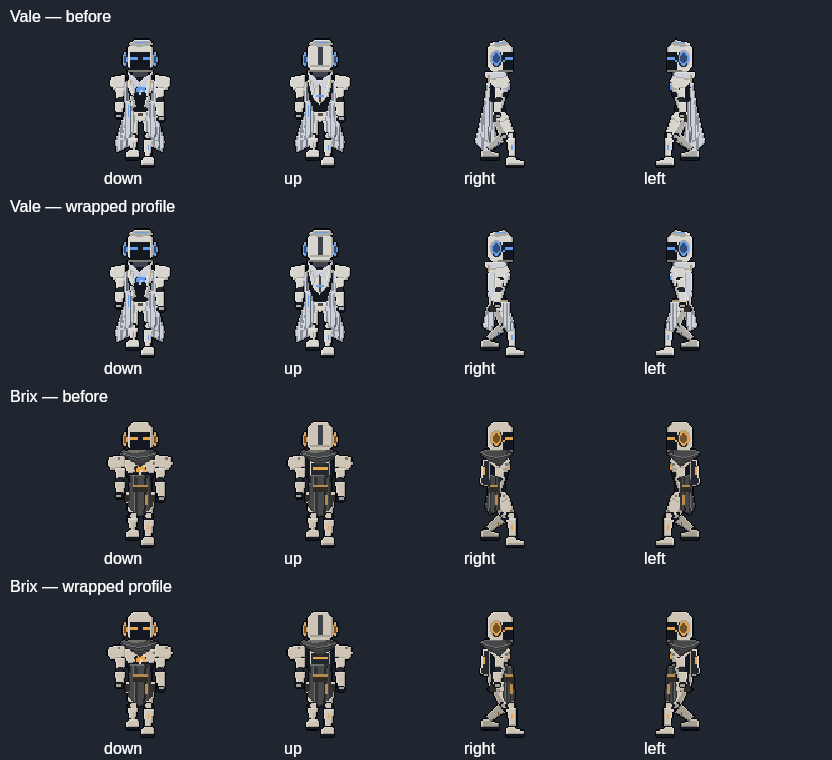 Vale — before
down up right left
Vale — wrapped profile
down up right left
Brix — before
down up right left
Brix — wrapped profile
down up right left